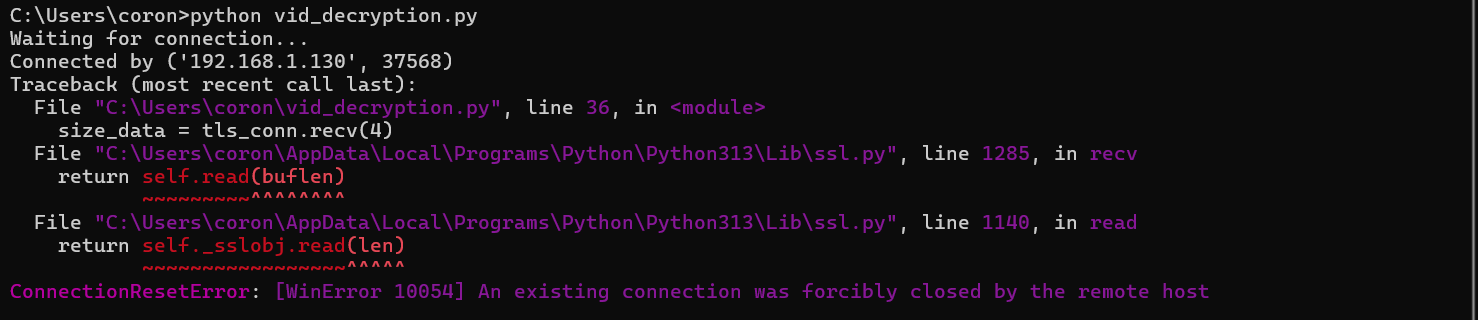 C:\Users\coron>python vid_decryption.py
Waiting for connection...
Connected by ('192.168.1.130', 37568)
Traceback (most recent call last):
  File "C:\Users\coron\vid_decryption.py", line 36, in <module>
    size_data = tls_conn.recv(4)
  File "C:\Users\coron\AppData\Local\Programs\Python\Python313\Lib\ssl.py", line 1285, in recv
    return self.read(buflen)
           ~~~~~~~~~^^^^^^^^
  File "C:\Users\coron\AppData\Local\Programs\Python\Python313\Lib\ssl.py", line 1140, in read
    return self._sslobj.read(len)
           ~~~~~~~~~~~~~~~~~^^^^^
ConnectionResetError: [WinError 10054] An existing connection was forcibly closed by the remote host